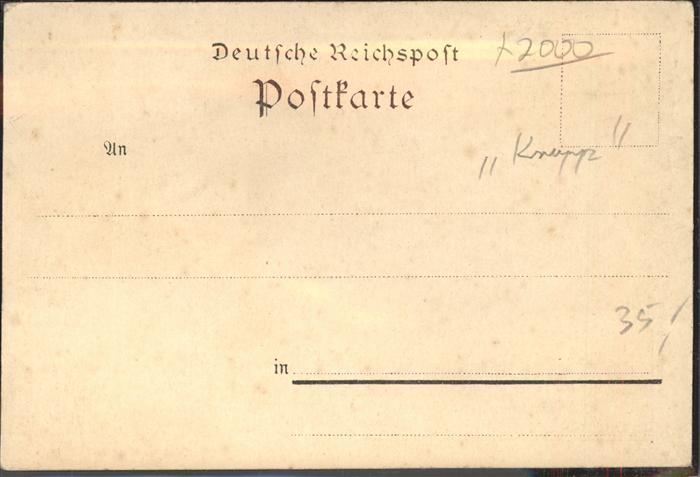 Deutsche Reichspost
+2000
Postkarte
An
„Kneipp"
35,/
in